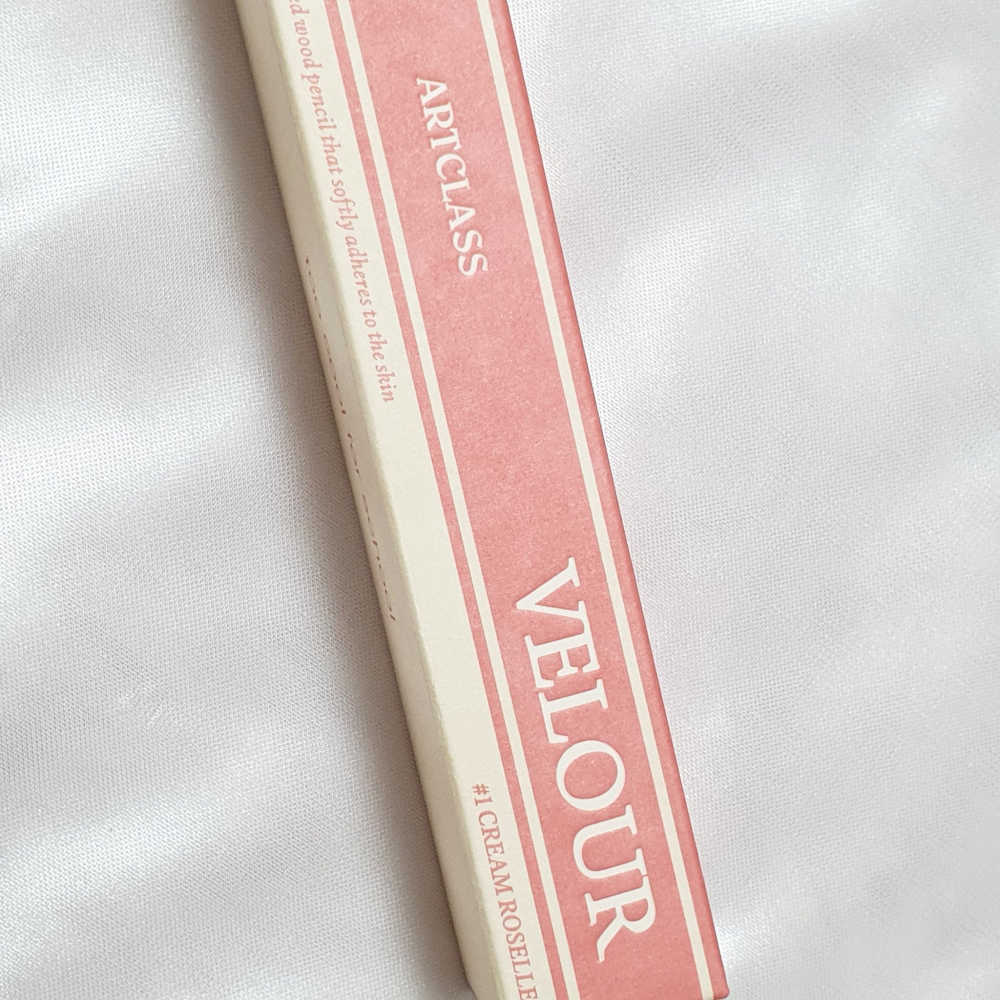 ARTCLASS
VELOUR
wood pencil that softly adheres to the skin
#1 CREAM ROSELLE